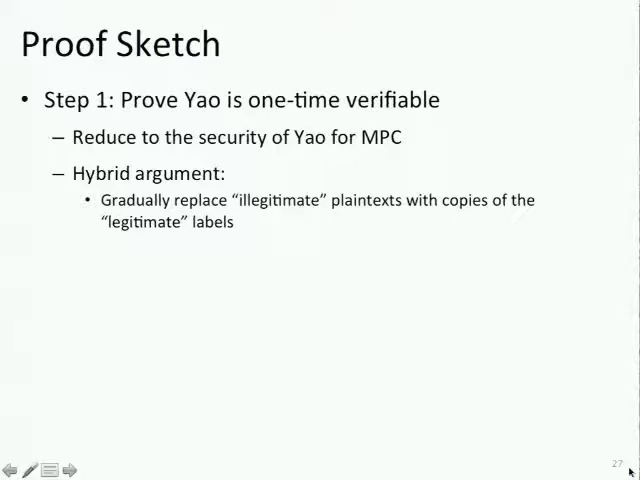 Proof Sketch
• Step 1: Prove Yao is one-time verifiable
– Reduce to the security of Yao for MPC
– Hybrid argument:
• Gradually replace “illegitimate” plaintexts with copies of the
“legitimate” labels
27